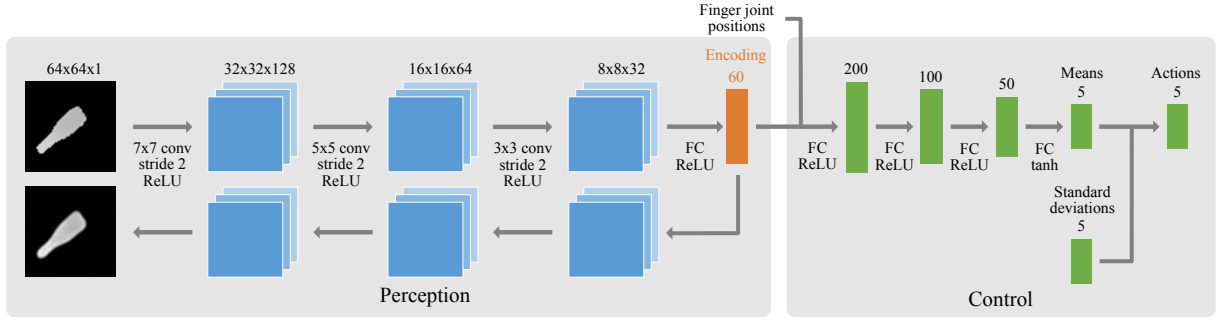 Finger joint
positions
64x64x1
32x32x128
16x16x64
8x8x32
Encoding
60
7x7 conv
stride 2
ReLU
5x5 conv
stride 2
ReLU
3x3 conv
stride 2
ReLU
FC
ReLU
Perception
FC
ReLU
200
FC
ReLU
100
FC
ReLU
50
FC
tanh
Means
5
Actions
5
Standard
deviations
5
Control